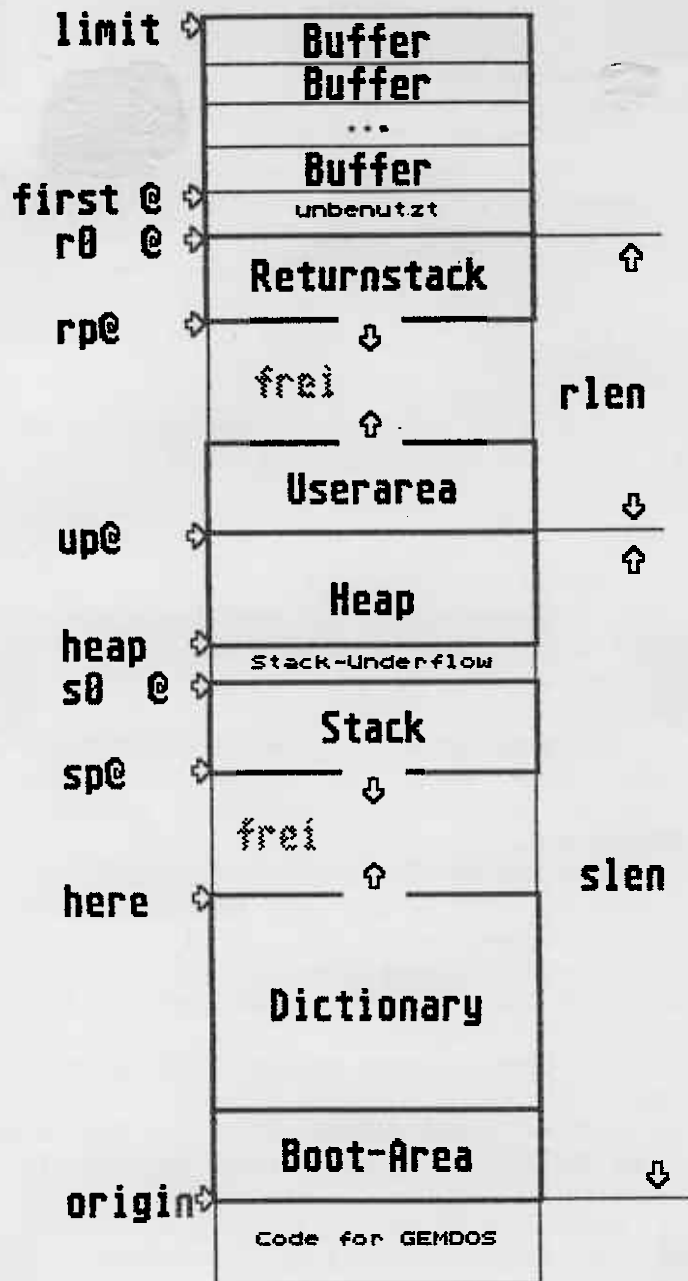 limit
Buffer
Buffer
...
Buffer
first @
unbenutzt
r0 @
Returnstack
rp@
frei
rlen
Userarea
up@
Heap
heap
Stack-Underflow
s0 @
Stack
sp@
frei
slen
here
Dictionary
Boot-Area
origin
Code for GEMDOS